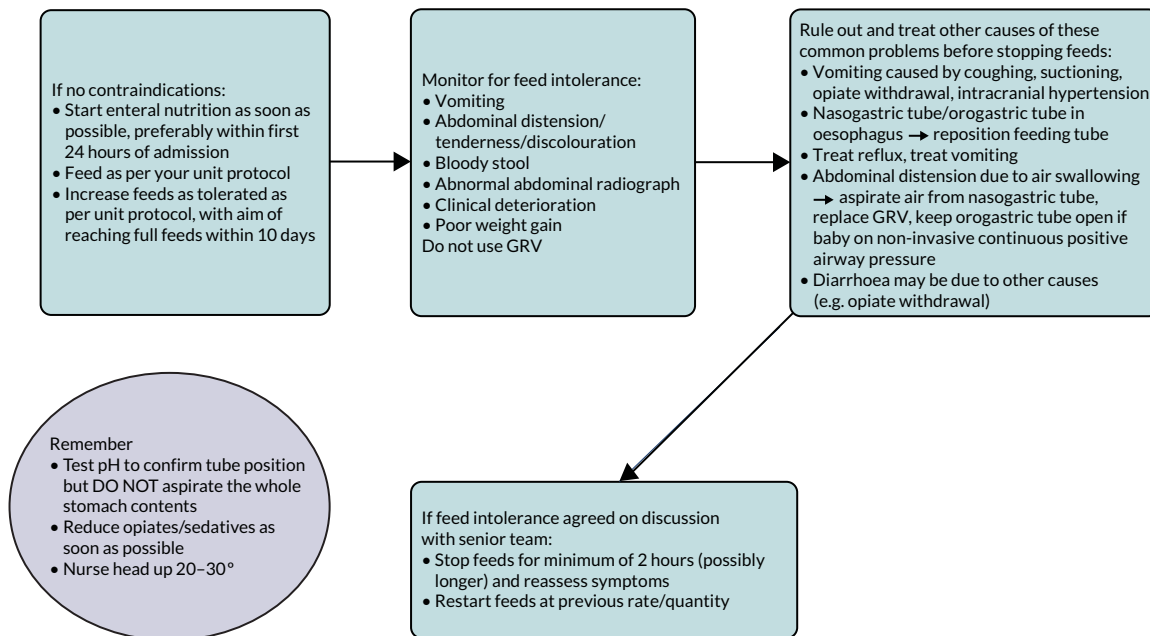 If no contraindications:
• Start enteral nutrition as soon as
possible, preferably within first
24 hours of admission
• Feed as per your unit protocol
• Increase feeds as tolerated as
per unit protocol, with aim of
reaching full feeds within 10 days
Monitor for feed intolerance:
• Vomiting
• Abdominal distension/
tenderness/discolouration
• Bloody stool
• Abnormal abdominal radiograph
• Clinical deterioration
• Poor weight gain
Do not use GRV
Rule out and treat other causes of these
common problems before stopping feeds:
• Vomiting caused by coughing, suctioning,
opiate withdrawal, intracranial hypertension
• Nasogastric tube/orogastric tube in
oesophagus → reposition feeding tube
• Treat reflux, treat vomiting
• Abdominal distension due to air swallowing
→ aspirate air from nasogastric tube,
replace GRV, keep orogastric tube open if
baby on non-invasive continuous positive
airway pressure
• Diarrhoea may be due to other causes
(e.g. opiate withdrawal)
Remember
• Test pH to confirm tube position
but DO NOT aspirate the whole
stomach contents
• Reduce opiates/sedatives as
soon as possible
• Nurse head up 20–30°
If feed intolerance agreed on discussion
with senior team:
• Stop feeds for minimum of 2 hours (possibly
longer) and reassess symptoms
• Restart feeds at previous rate/quantity